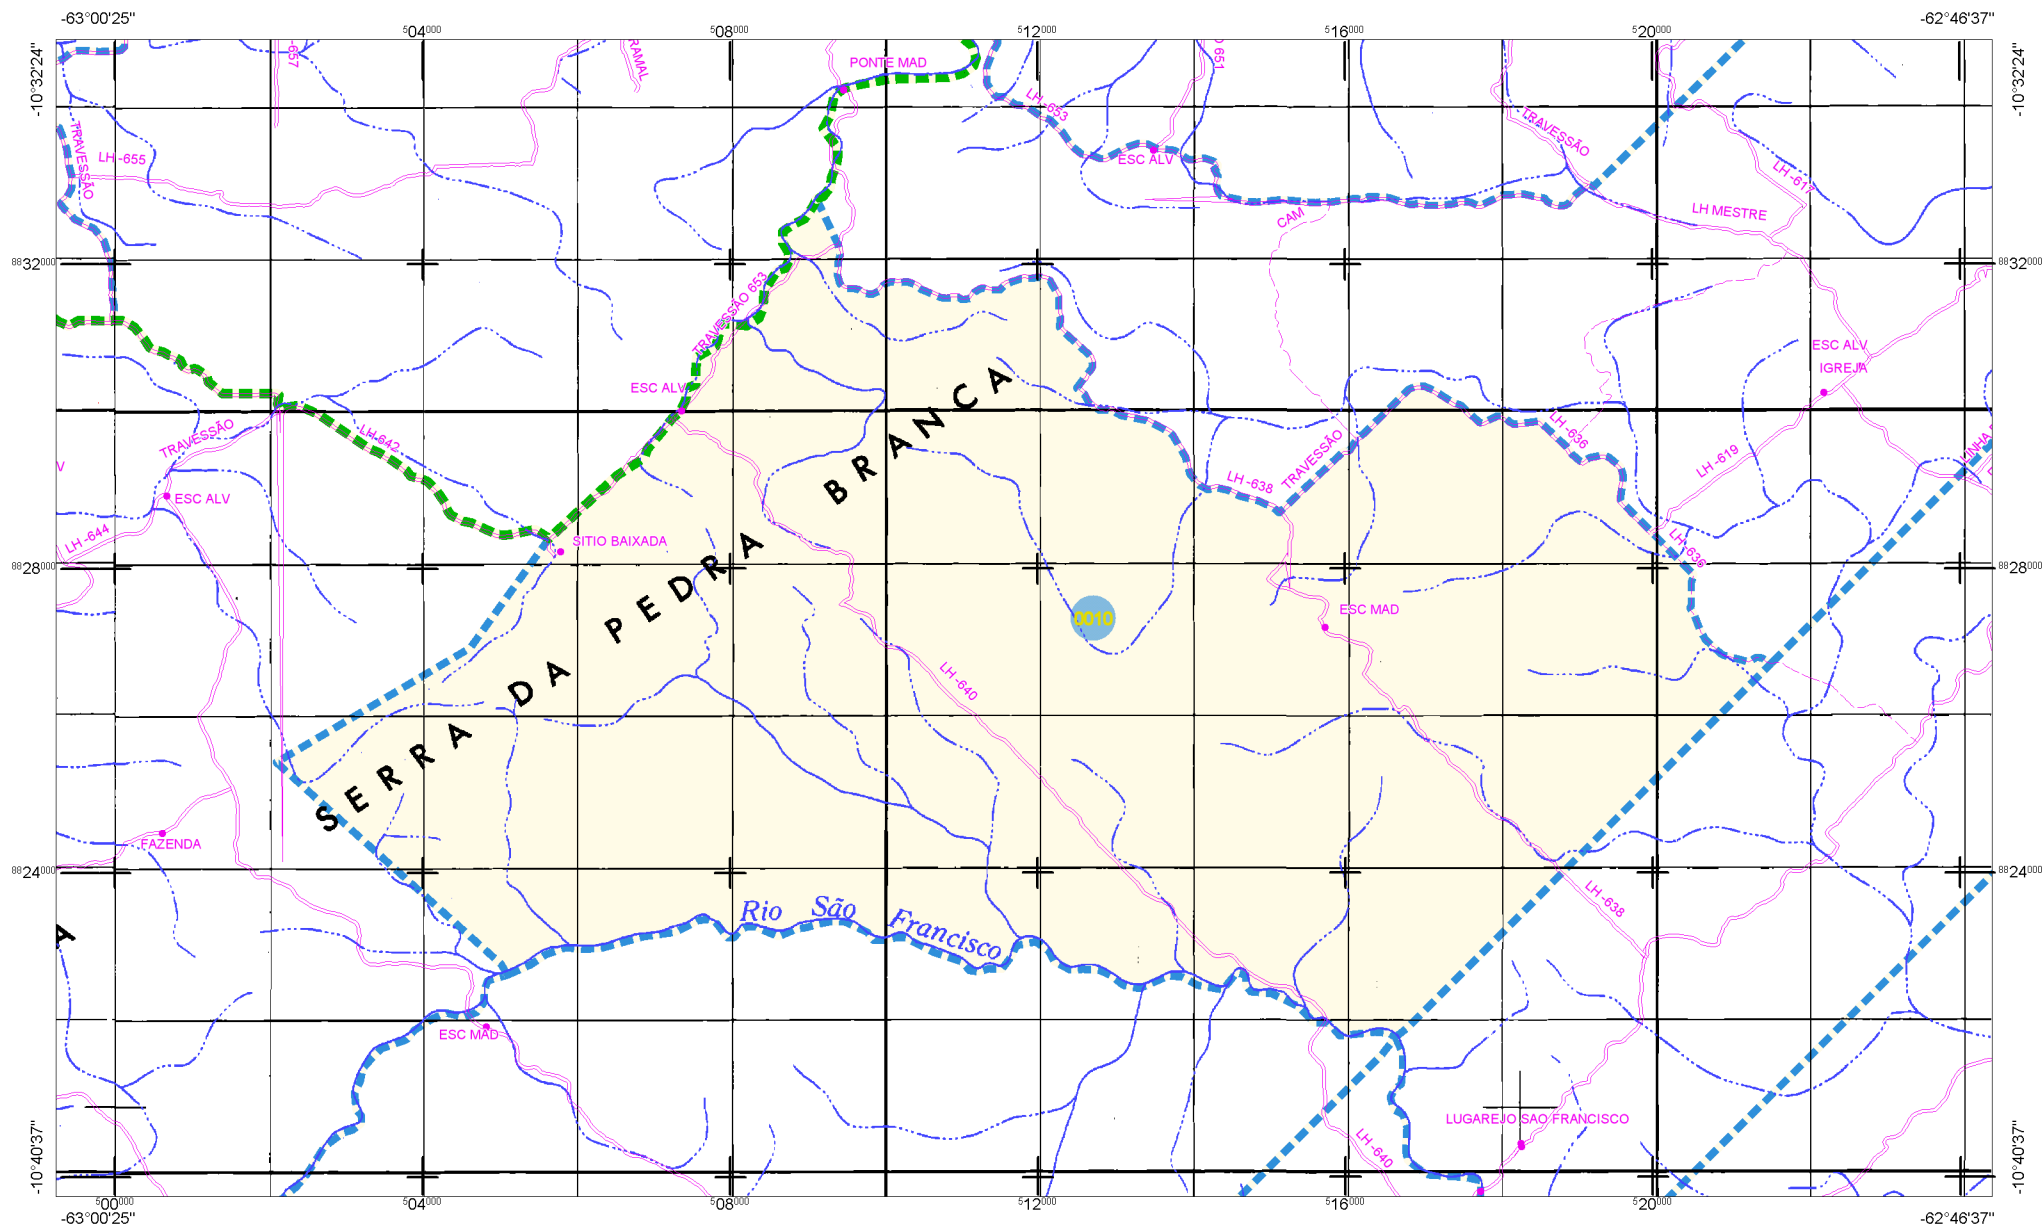 -63°00'25"
-62°46'37"
504000
508000
512000
516000
520000
-10°32'24"
-10°32'24"
-657
RAMAL
PONTE MAD
651
LH -653
ESC ALV
TRAVESSÃO
TRAVESSÃO
LH -655
LH -617
LH MESTRE
CAM
8832000
8832000
TRAVESSÃO 653
ESC ALV
ESC ALV
IGREJA
LH-642
TRAVESSÃO
LH -636
TRAVESSÃO
LH -619
LINHA
V
ESC ALV
LH -638
LH -644
SITIO BAIXADA
LH -636
8828000
8828000
SERRA DA PEDRA BRANCA
0010
ESC MAD
LH -640
FAZENDA
8824000
8824000
LH -638
Rio São Francisco
A
ESC MAD
LUGAREJO SAO FRANCISCO
LH -640
-10°40'37"
-10°40'37"
500000
504000
508000
512000
516000
520000
-63°00'25"
-62°46'37"